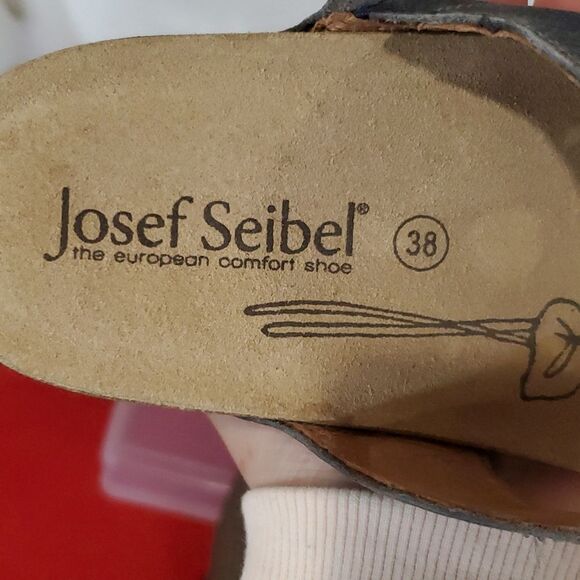 Josef Seibel® 38
the european comfort shoe